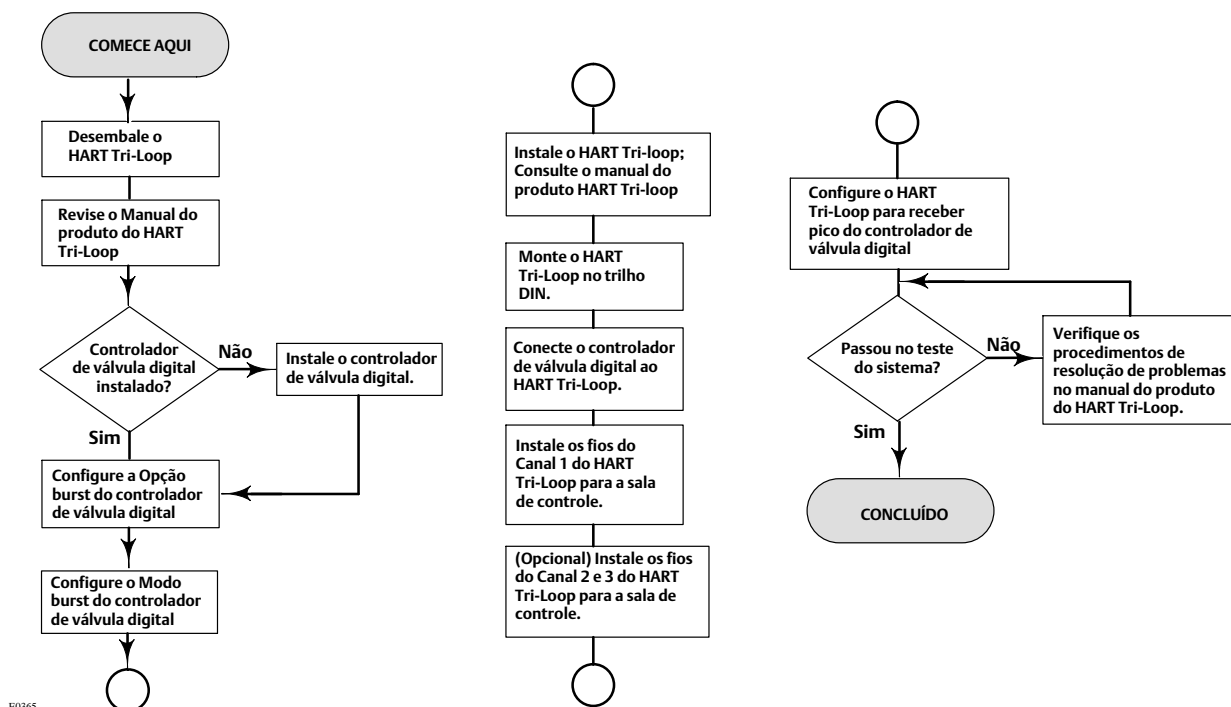 COMECE AQUI
Desembale o
HART Tri-Loop
Revise o Manual do
produto do HART
Tri-Loop
Controlador
de válvula digital
instalado?
Não
Instale o controlador
de válvula digital.
Sim
Configure a Opção
burst do controlador
de válvula digital
Configure o Modo
burst do controlador
de válvula digital
Instale o HART Tri-loop;
Consulte o manual do
produto HART Tri-loop
Monte o HART
Tri-Loop no trilho
DIN.
Conecte o controlador
de válvula digital ao
HART Tri-Loop.
Instale os fios do
Canal 1 do HART
Tri-Loop para a sala
de controle.
(Opcional) Instale os fios
do Canal 2 e 3 do HART
Tri-Loop para a sala de
controle.
Configure o HART
Tri-Loop para receber
pico do controlador de
válvula digital
Passou no teste
do sistema?
Não
Verifique os
procedimentos de
resolução de problemas
no manual do produto
do HART Tri-Loop.
Sim
CONCLUÍDO
E0365